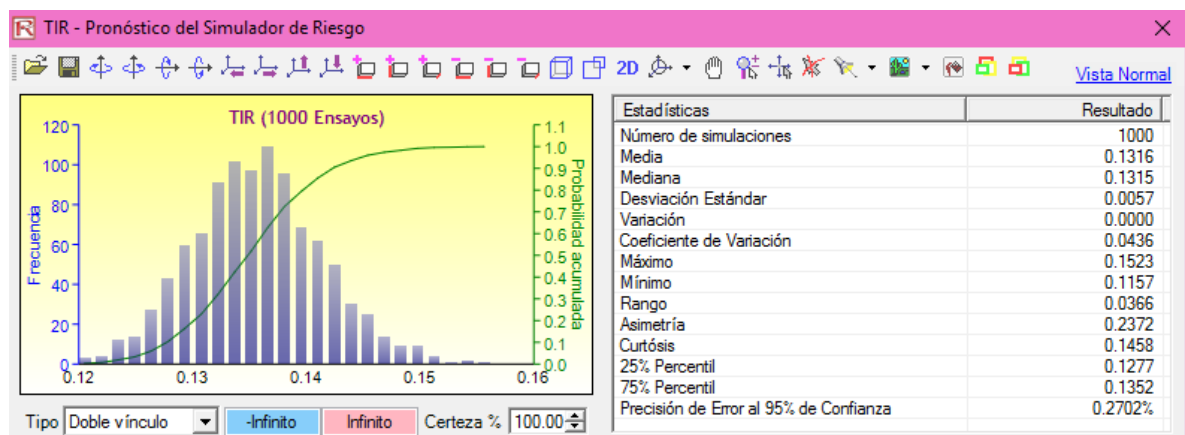 TIR - Pronóstico del Simulador de Riesgo
2D
Vista Normal
TIR (1000 Ensayos)
Frecuencia
120
100
80
60
40
20
0
0.12 0.13 0.14 0.15 0.16
1.1
1.0
0.9
0.8
0.7
0.6
0.5
0.4
0.3
0.2
0.1
0.0
Probabilidad acumulada
Tipo Doble vínculo -Infinito Infinito Certeza % 100.00
Estadísticas Resultado
Número de simulaciones 1000
Media 0.1316
Mediana 0.1315
Desviación Estándar 0.0057
Variación 0.0000
Coeficiente de Variación 0.0436
Máximo 0.1523
Mínimo 0.1157
Rango 0.0366
Asimetría 0.2372
Curtósis 0.1458
25% Percentil 0.1277
75% Percentil 0.1352
Precisión de Error al 95% de Confianza 0.2702%